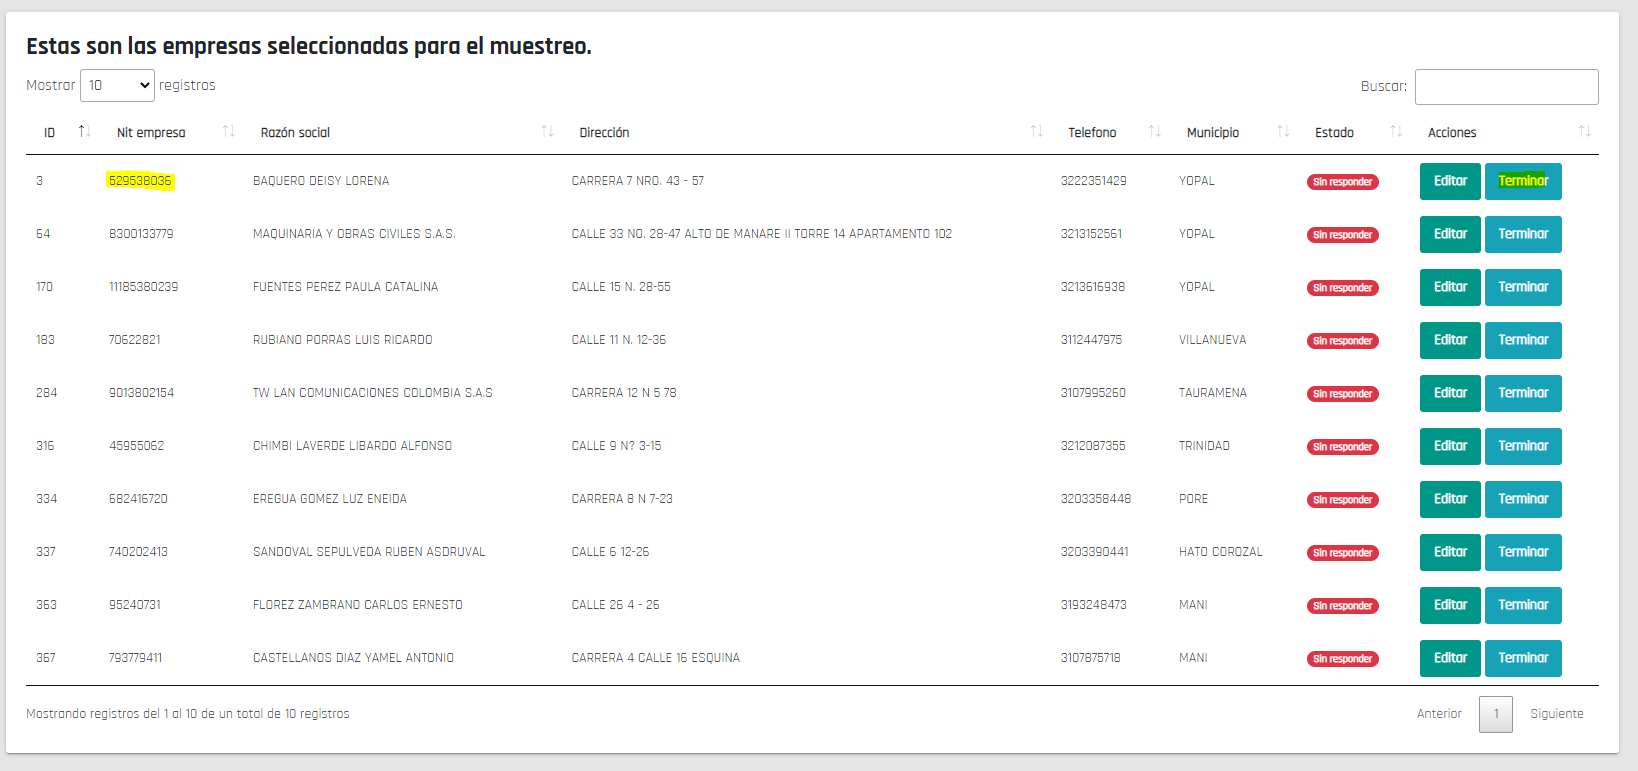 Estas son las empresas seleccionadas para el muestreo.
Mostrar 10 registros Buscar:
ID Nit empresa Razón social Dirección Telefono Municipio Estado Acciones
3 529538036 BAQUERO DEISY LORENA CARRERA 7 NRO. 43 - 57 3222351429 YOPAL Sin responder Editar Terminar
64 8300133779 MAQUINARIA Y OBRAS CIVILES S.A.S. CALLE 33 NO. 28-47 ALTO DE MANARE II TORRE 14 APARTAMENTO 102 3213152561 YOPAL Sin responder Editar Terminar
170 11185380239 FUENTES PEREZ PAULA CATALINA CALLE 15 N. 28-55 3213616938 YOPAL Sin responder Editar Terminar
183 70622821 RUBIANO PORRAS LUIS RICARDO CALLE 11 N. 12-36 3112447975 VILLANUEVA Sin responder Editar Terminar
284 9013802154 TW LAN COMUNICACIONES COLOMBIA S.A.S CARRERA 12 N 5 78 3107995260 TAURAMENA Sin responder Editar Terminar
316 45955062 CHIMBI LAVERDE LIBARDO ALFONSO CALLE 9 N? 3-15 3212087355 TRINIDAD Sin responder Editar Terminar
334 682416720 EREGUA GOMEZ LUZ ENEIDA CARRERA 8 N 7-23 3203358448 PORE Sin responder Editar Terminar
337 740202413 SANDOVAL SEPULVEDA RUBEN ASDRUVAL CALLE 6 12-26 3203390441 HATO COROZAL Sin responder Editar Terminar
363 95240731 FLOREZ ZAMBRANO CARLOS ERNESTO CALLE 26 4 - 26 3193248473 MANI Sin responder Editar Terminar
367 793779411 CASTELLANOS DIAZ YAMEL ANTONIO CARRERA 4 CALLE 16 ESQUINA 3107875718 MANI Sin responder Editar Terminar
Mostrando registros del 1 al 10 de un total de 10 registros Anterior 1 Siguiente